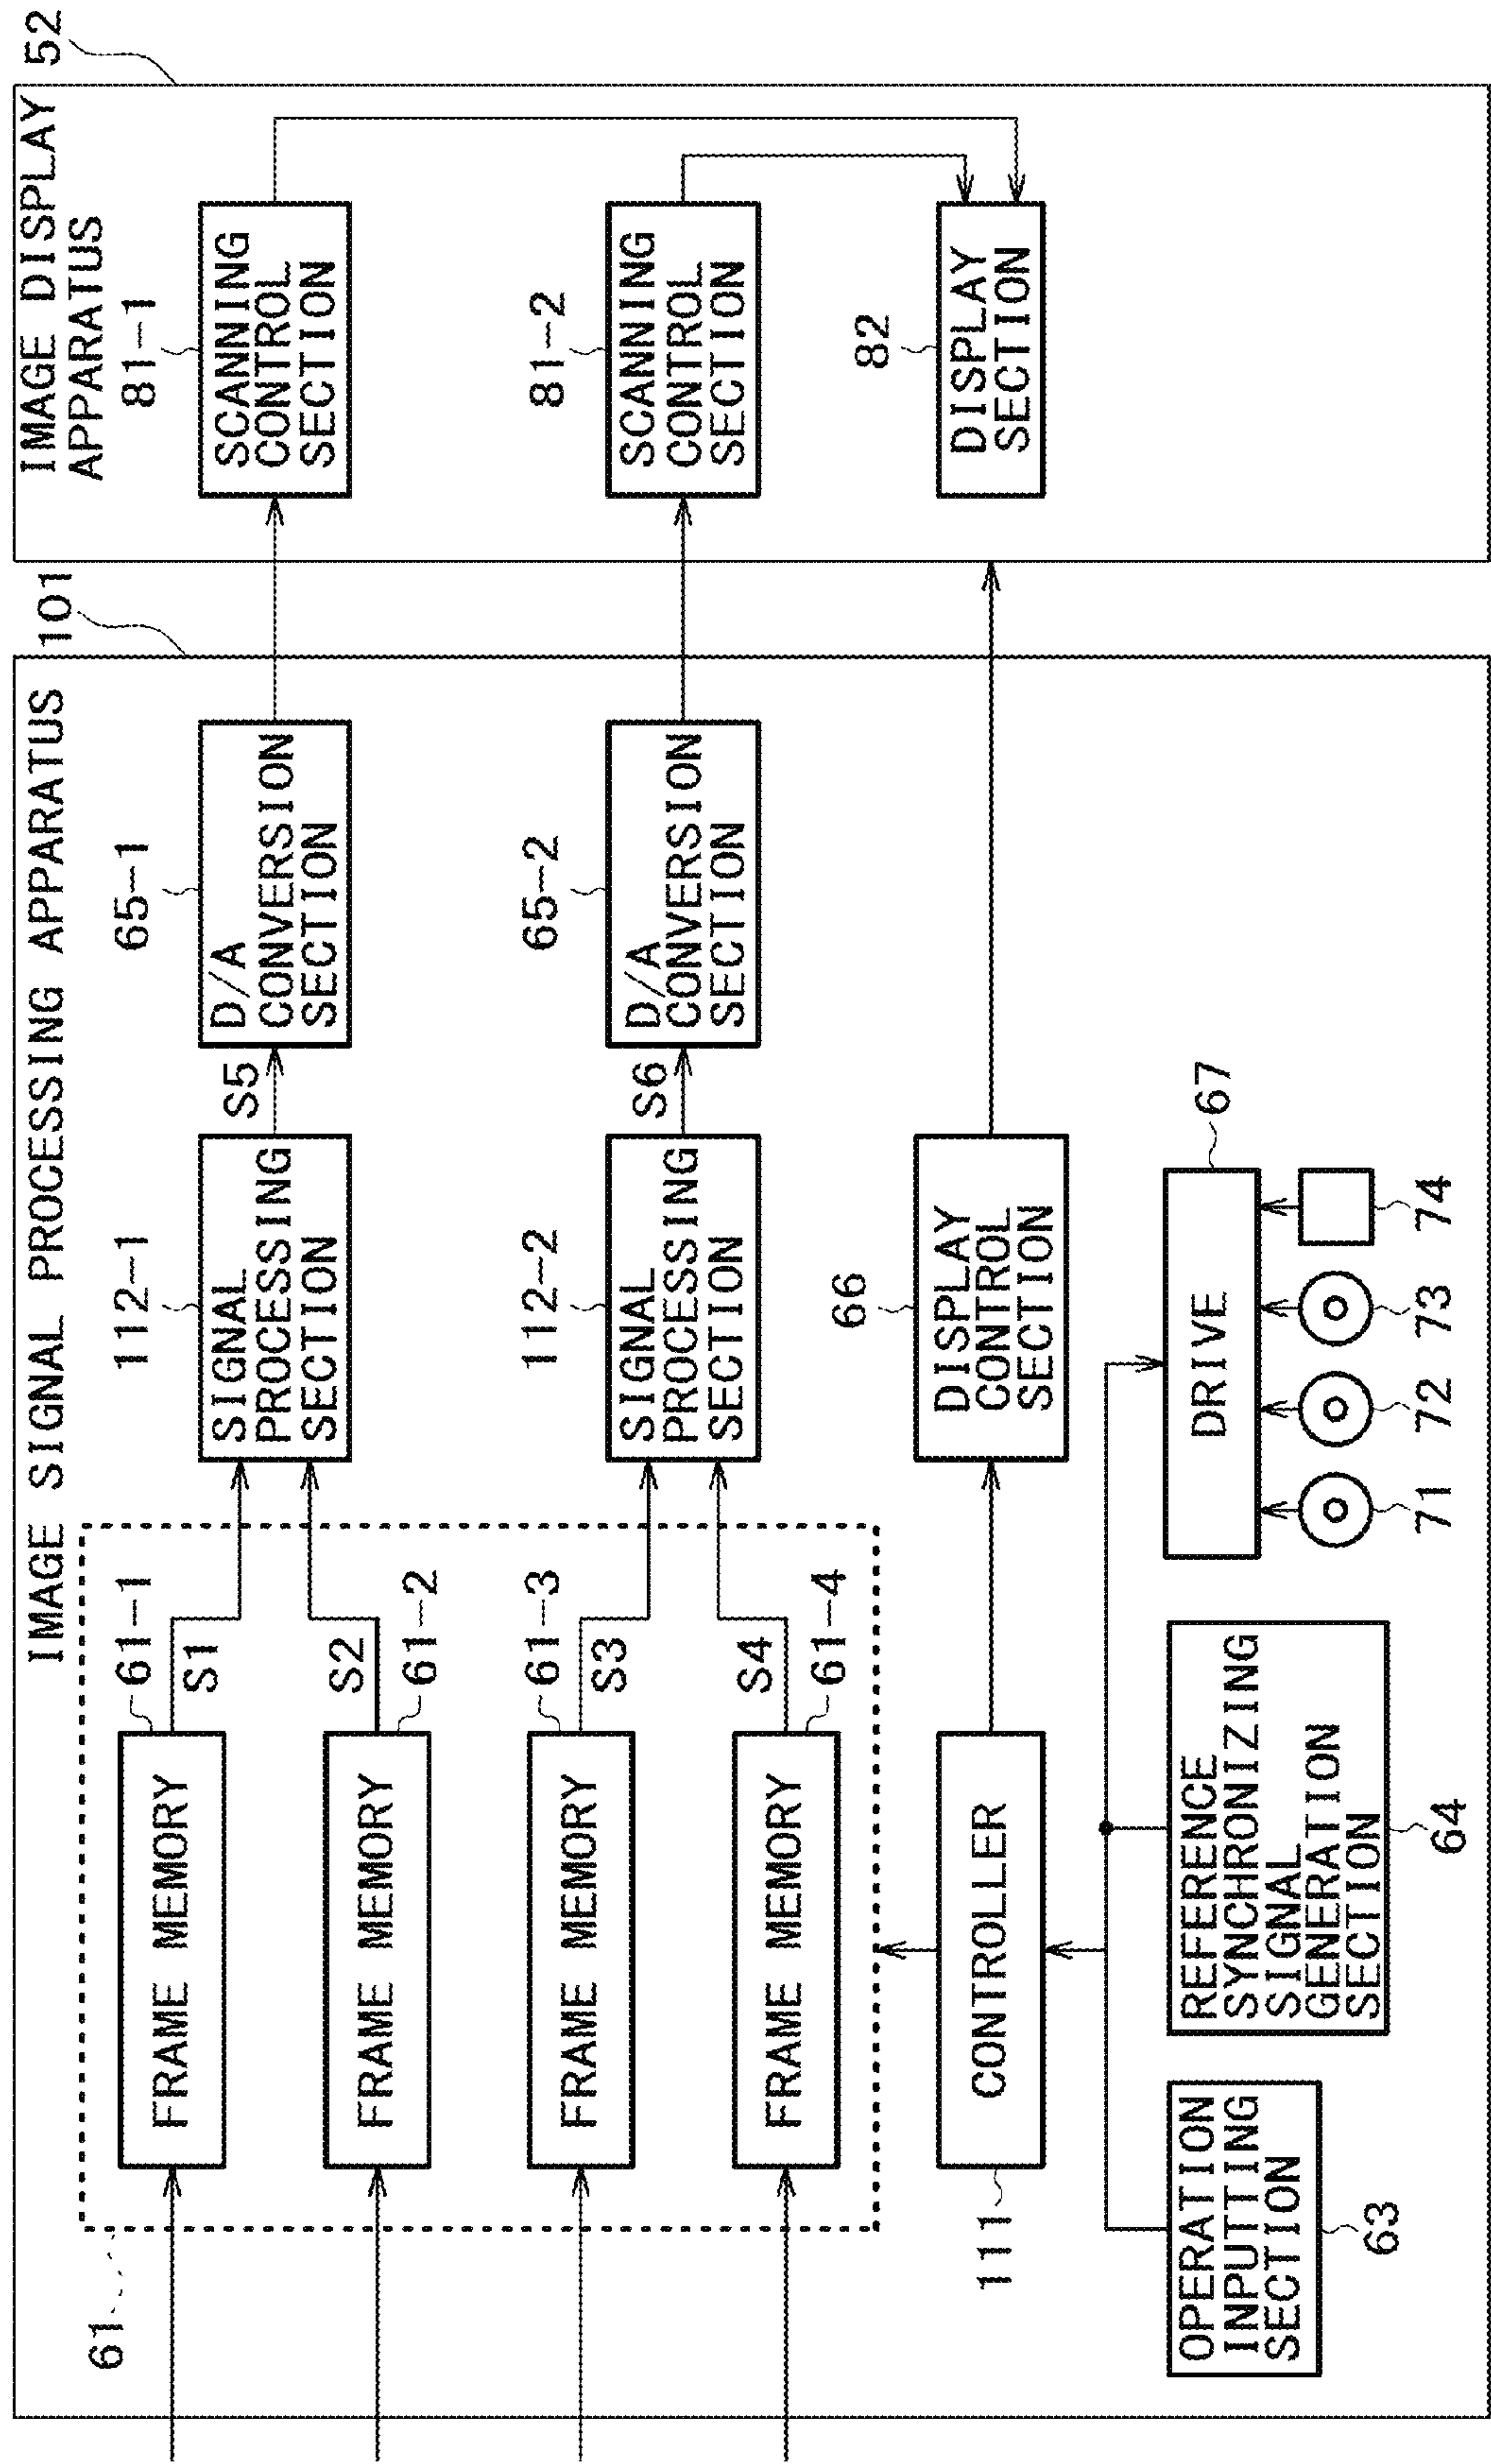 IMAGE SIGNAL PROCESSING APPARATUS
101
IMAGE DISPLAY
APPARATUS
52
61
61-1
FRAME MEMORY
S1
112-1
SIGNAL
PROCESSING
SECTION
S5
65-1
D/A
CONVERSION
SECTION
81-1
SCANNING
CONTROL
SECTION
FRAME MEMORY
S2
61-2
61-3
FRAME MEMORY
S3
112-2
SIGNAL
PROCESSING
SECTION
S6
65-2
D/A
CONVERSION
SECTION
81-2
SCANNING
CONTROL
SECTION
FRAME MEMORY
S4
61-4
111
CONTROLLER
66
DISPLAY
CONTROL
SECTION
82
DISPLAY
SECTION
OPERATION
INPUTTING
SECTION
63
REFERENCE
SYNCHRONIZING
SIGNAL
GENERATION
SECTION
64
DRIVE
67
71
72
73
74